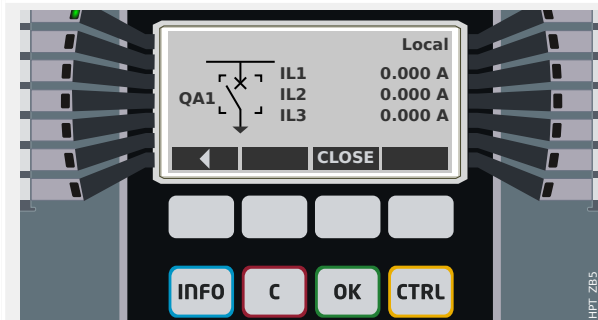 Local
IL1 0.000 A
QA1 IL2 0.000 A
IL3 0.000 A
CLOSE
INFO C OK CTRL
HPT ZB5